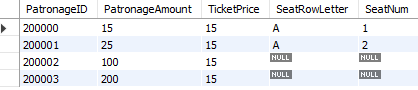 PatronageID PatronageAmount TicketPrice SeatRowLetter SeatNum
200000 15 15 A 1
200001 25 15 A 2
200002 100 15 NULL NULL
200003 200 15 NULL NULL